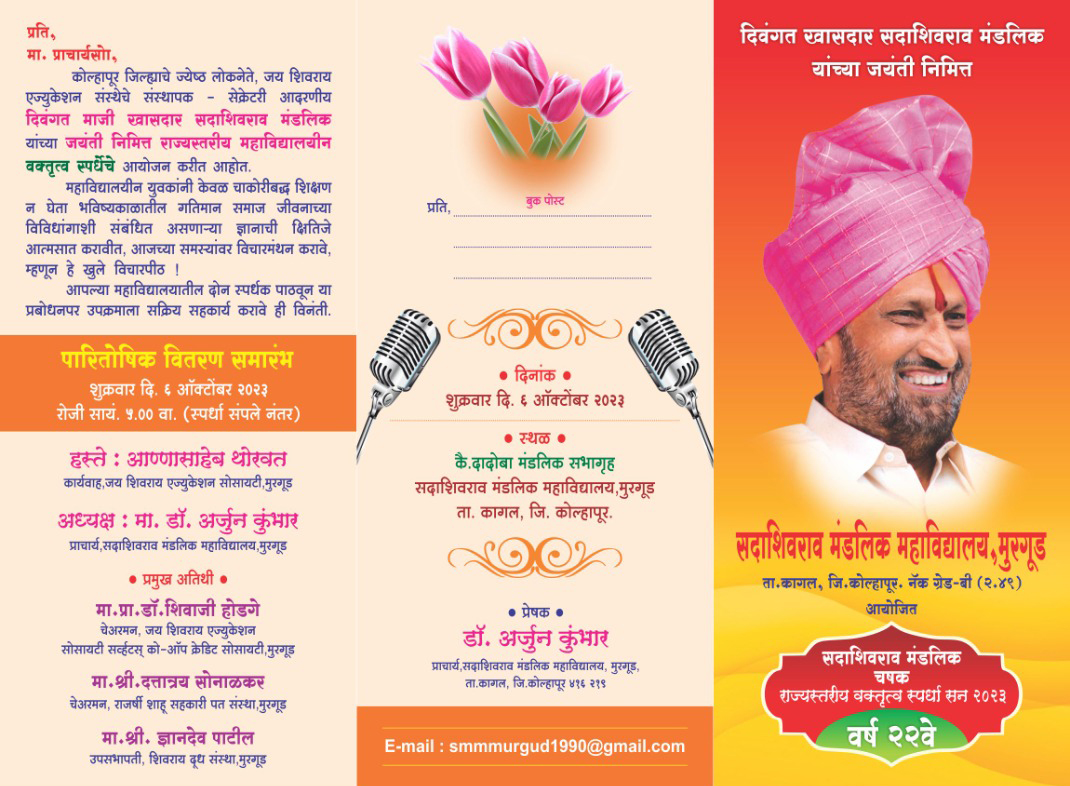 प्रति,
मा. प्राचार्यसो,
कोल्हापूर जिल्ह्याचे ज्येष्ठ लोकनेते, जय शिवराय
एज्युकेशन संस्थेचे संस्थापक - सेक्रेटरी आदरणीय
दिवंगत माजी खासदार सदाशिवराव मंडलिक
यांच्या जयंती निमित्त राज्यस्तरीय महाविद्यालयीन
वक्तृत्व स्पर्धेचे आयोजन करीत आहोत.
महाविद्यालयीन युवकांनी केवळ चाकोरीबद्ध शिक्षण
न घेता भविष्यकाळातील गतिमान समाज जीवनाच्या
विविधांगाशी संबंधित असणाऱ्या ज्ञानाची क्षितिजे
आत्मसात करावीत, आजच्या समस्यांवर विचारमंथन करावे,
म्हणून हे खुले विचारपीठ !
आपल्या महाविद्यालयातील दोन स्पर्धक पाठवून या
प्रबोधनपर उपक्रमाला सक्रिय सहकार्य करावे ही विनंती.
पारितोषिक वितरण समारंभ
शुक्रवार दि. ६ ऑक्टोंबर २०२३
रोजी सायं. ५.०० वा. (स्पर्धा संपले नंतर)
हस्ते : आण्णासाहेब थोरवत
कार्यवाह,जय शिवराय एज्युकेशन सोसायटी,मुरगूड
अध्यक्ष : मा. डॉ. अर्जुन कुंभार
प्राचार्य,सदाशिवराव मंडलिक महाविद्यालय,मुरगूड
• प्रमुख अतिथी •
मा.प्रा.डॉ.शिवाजी होडगे
चेअरमन, जय शिवराय एज्युकेशन
सोसायटी सर्व्हटस् को-ऑप क्रेडिट सोसायटी,मुरगूड
मा.श्री.दत्तात्रय सोनाळकर
चेअरमन, राजर्षी शाहू सहकारी पत संस्था,मुरगूड
मा.श्री. ज्ञानदेव पाटील
उपसभापती, शिवराय दूध संस्था,मुरगूड
बुक पोस्ट
प्रति,
• दिनांक •
शुक्रवार दि. ६ ऑक्टोंबर २०२३
• स्थळ •
कै.दादोबा मंडलिक सभागृह
सदाशिवराव मंडलिक महाविद्यालय,मुरगूड
ता. कागल, जि. कोल्हापूर.
• प्रेषक •
डॉ. अर्जुन कुंभार
प्राचार्य,सदाशिवराव मंडलिक महाविद्यालय, मुरगूड,
ता.कागल, जि.कोल्हापूर ४१६ २१९
E-mail : smmmurgud1990@gmail.com
दिवंगत खासदार सदाशिवराव मंडलिक
यांच्या जयंती निमित्त
सदाशिवराव मंडलिक महाविद्यालय,मुरगूड
ता.कागल, जि.कोल्हापूर. नॅक ग्रेड-बी (२.४९)
आयोजित
सदाशिवराव मंडलिक
चषक
राज्यस्तरीय वक्तृत्व स्पर्धा सन २०२३
वर्ष २२वे